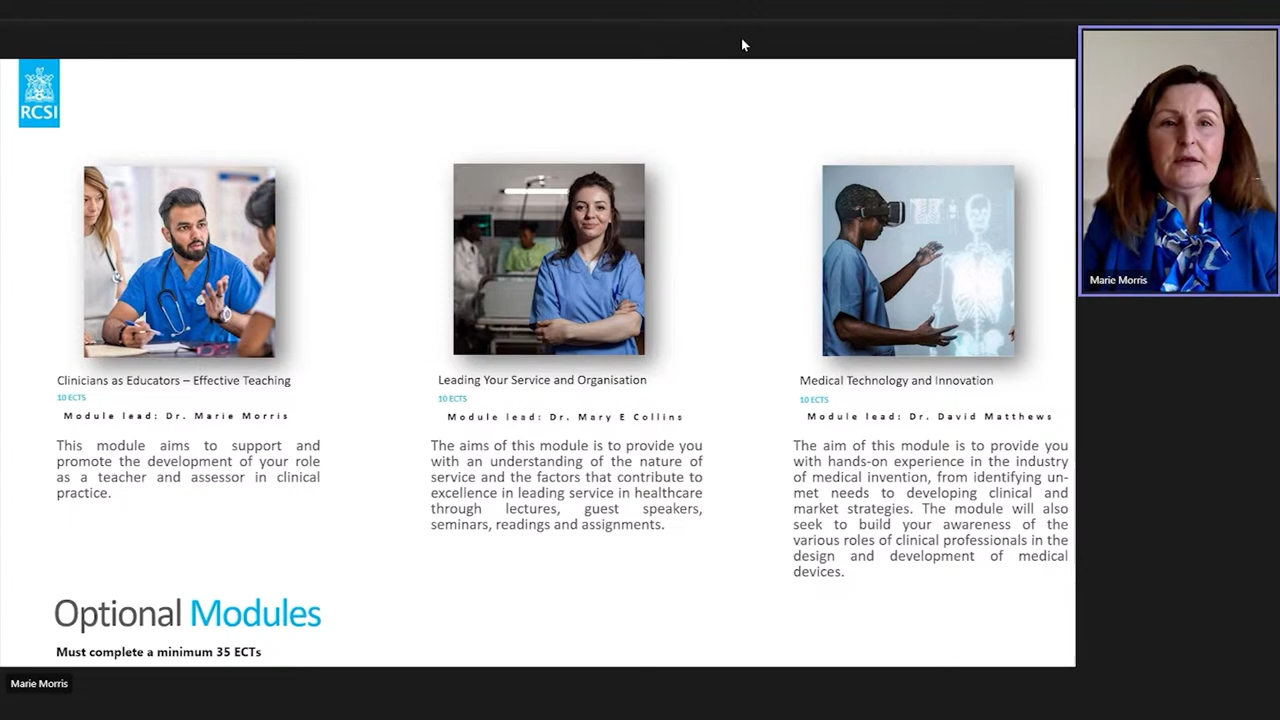 RCSI
Clinicians as Educators – Effective Teaching
10 ECTS
Module lead: Dr. Marie Morris
This module aims to support and
promote the development of your role
as a teacher and assessor in clinical
practice.
Leading Your Service and Organisation
10 ECTS
Module lead: Dr. Mary E Collins
The aims of this module is to provide you
with an understanding of the nature of
service and the factors that contribute to
excellence in leading service in healthcare
through lectures, guest speakers,
seminars, readings and assignments.
Medical Technology and Innovation
10 ECTS
Module lead: Dr. David Matthews
The aim of this module is to provide you
with hands-on experience in the industry
of medical invention, from identifying un-
met needs to developing clinical and
market strategies. The module will also
seek to build your awareness of the
various roles of clinical professionals in the
design and development of medical
devices.
Optional Modules
Must complete a minimum 35 ECTs
Marie Morris
Marie Morris